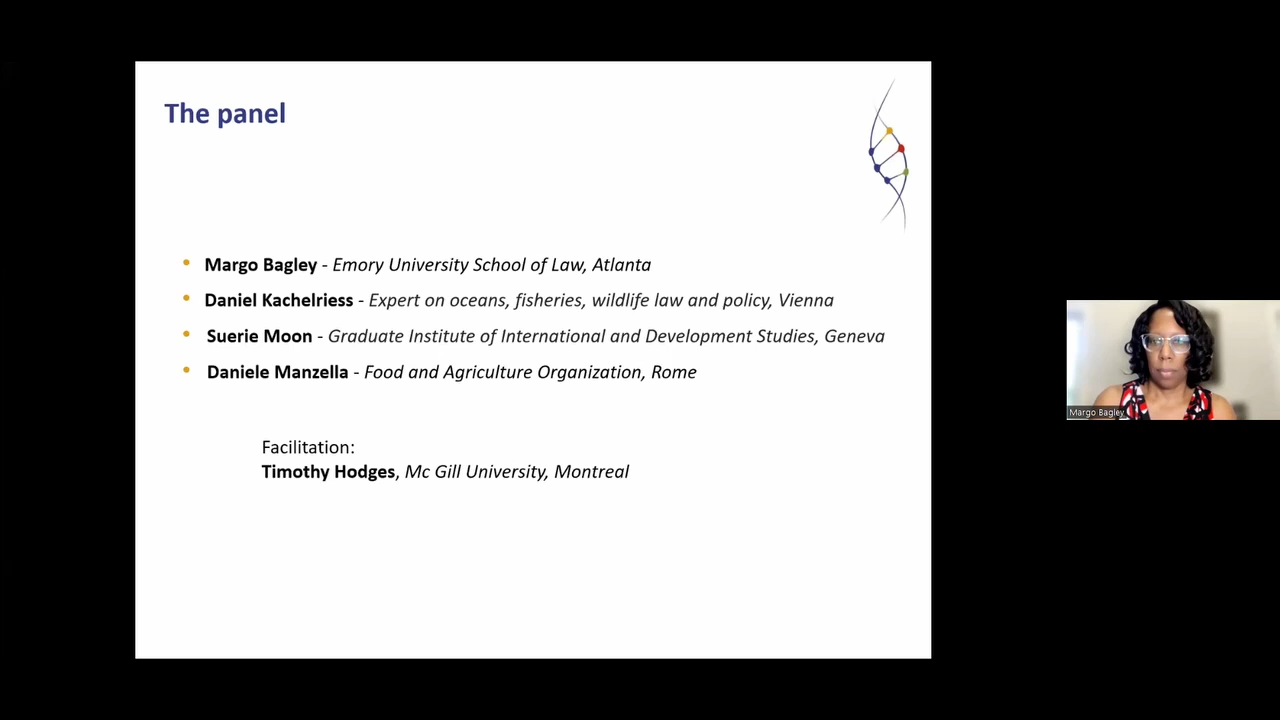 The panel
• Margo Bagley - Emory University School of Law, Atlanta
• Daniel Kachelriess - Expert on oceans, fisheries, wildlife law and policy, Vienna
• Suerie Moon - Graduate Institute of International and Development Studies, Geneva
• Daniele Manzella - Food and Agriculture Organization, Rome
Facilitation:
Timothy Hodges, Mc Gill University, Montreal
Margo Bagley